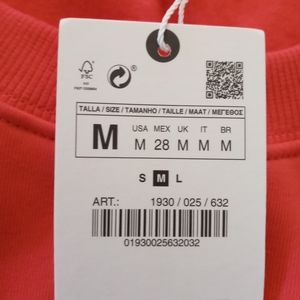 FSC
TALLA / SIZE / TAMANHO / TAILLE / MAAT / ΜΕΓΕΘΟΣ
M
USA MEX UK IT BR
M 28 M M M
S M L
ART.: 1930 / 025 / 632
01930025632032